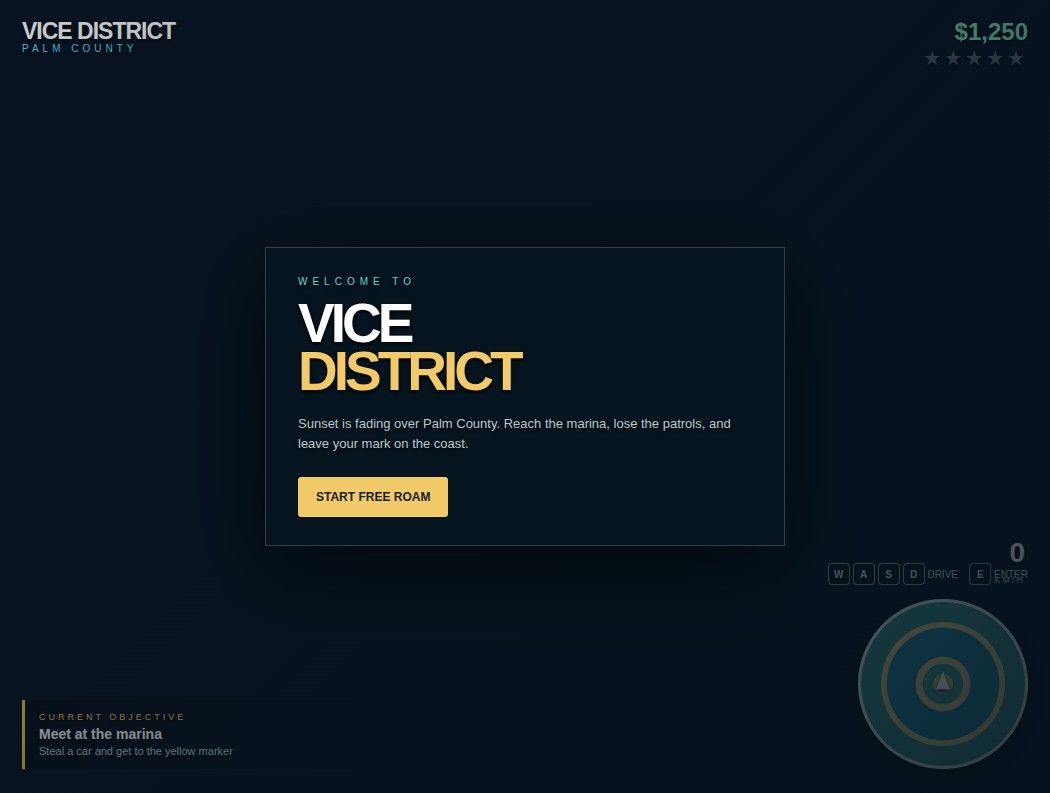 VICE DISTRICT
PALM COUNTY
$1,250
★★★★★
WELCOME TO
VICE
DISTRICT
Sunset is fading over Palm County. Reach the marina, lose the patrols, and
leave your mark on the coast.
START FREE ROAM
0
KM/H
W A S D DRIVE E ENTER
CURRENT OBJECTIVE
Meet at the marina
Steal a car and get to the yellow marker